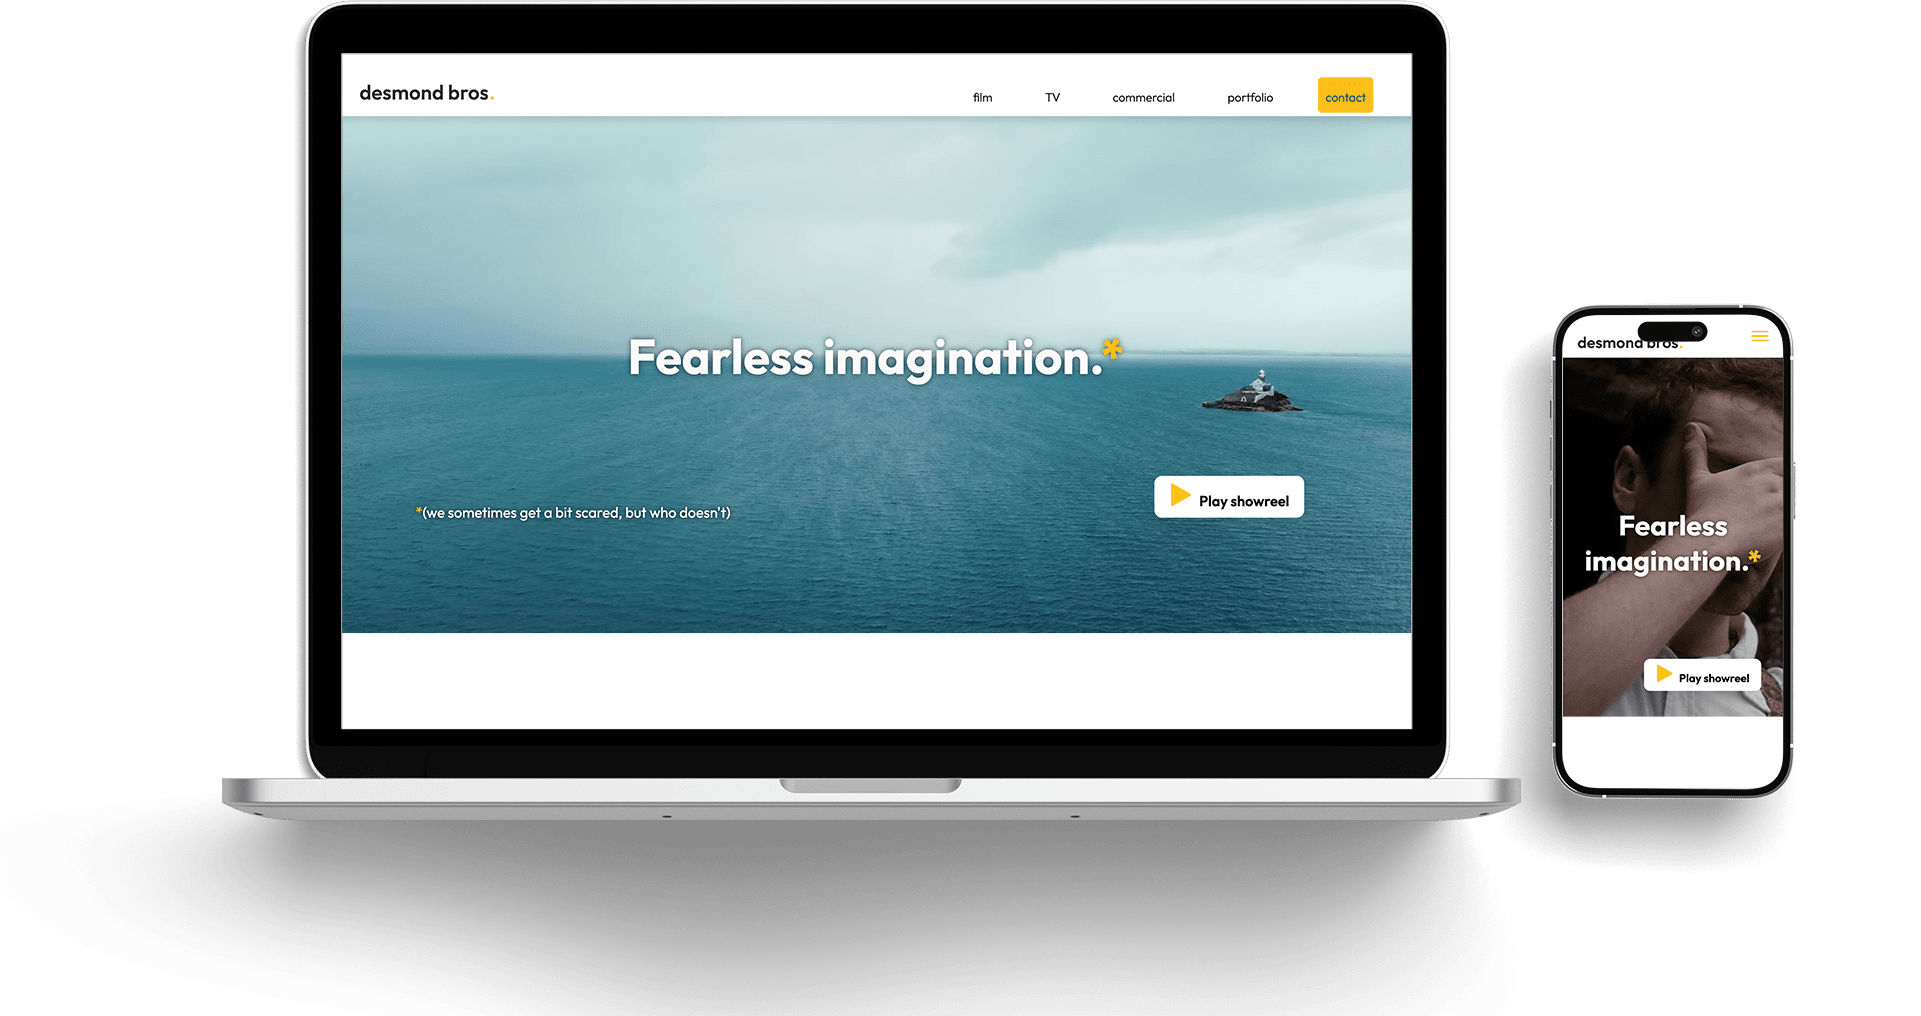 desmond bros.
film TV commercial portfolio contact
Fearless imagination.*
*(we sometimes get a bit scared, but who doesn't)
Play showreel
desmond bros.
Fearless
imagination.*
Play showreel